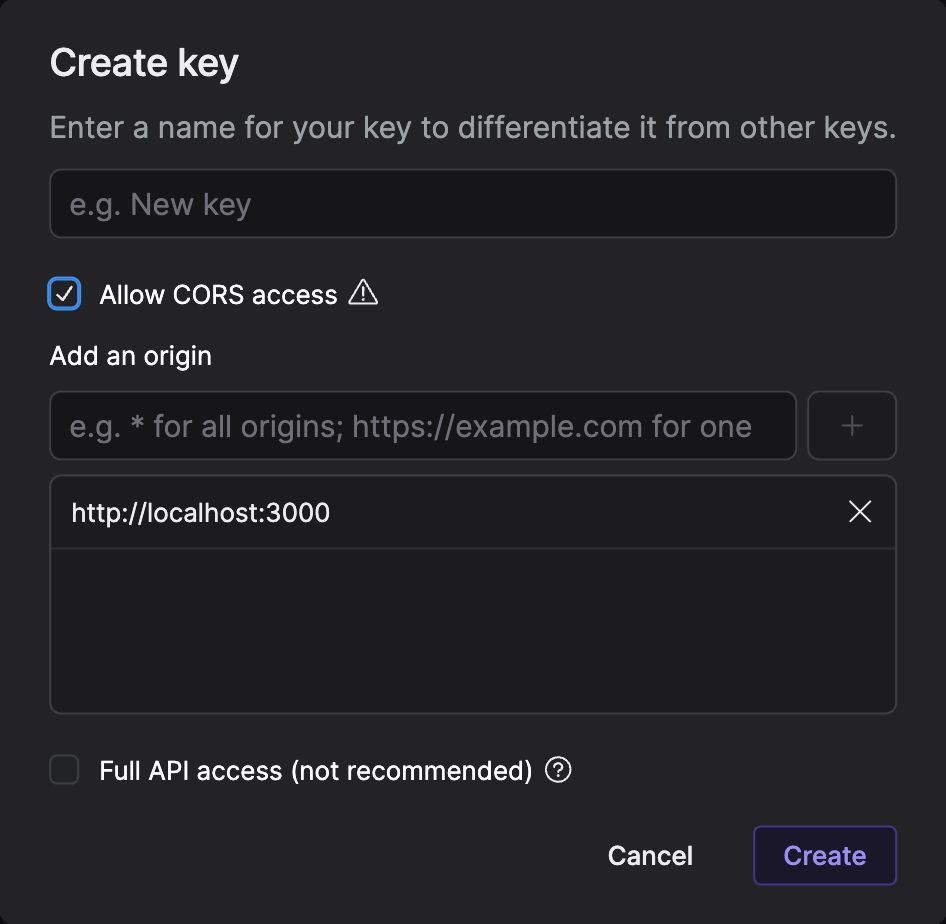 Create key
Enter a name for your key to differentiate it from other keys.
e.g. New key
Allow CORS access
Add an origin
e.g. * for all origins; https://example.com for one
http://localhost:3000
Full API access (not recommended)
Cancel
Create